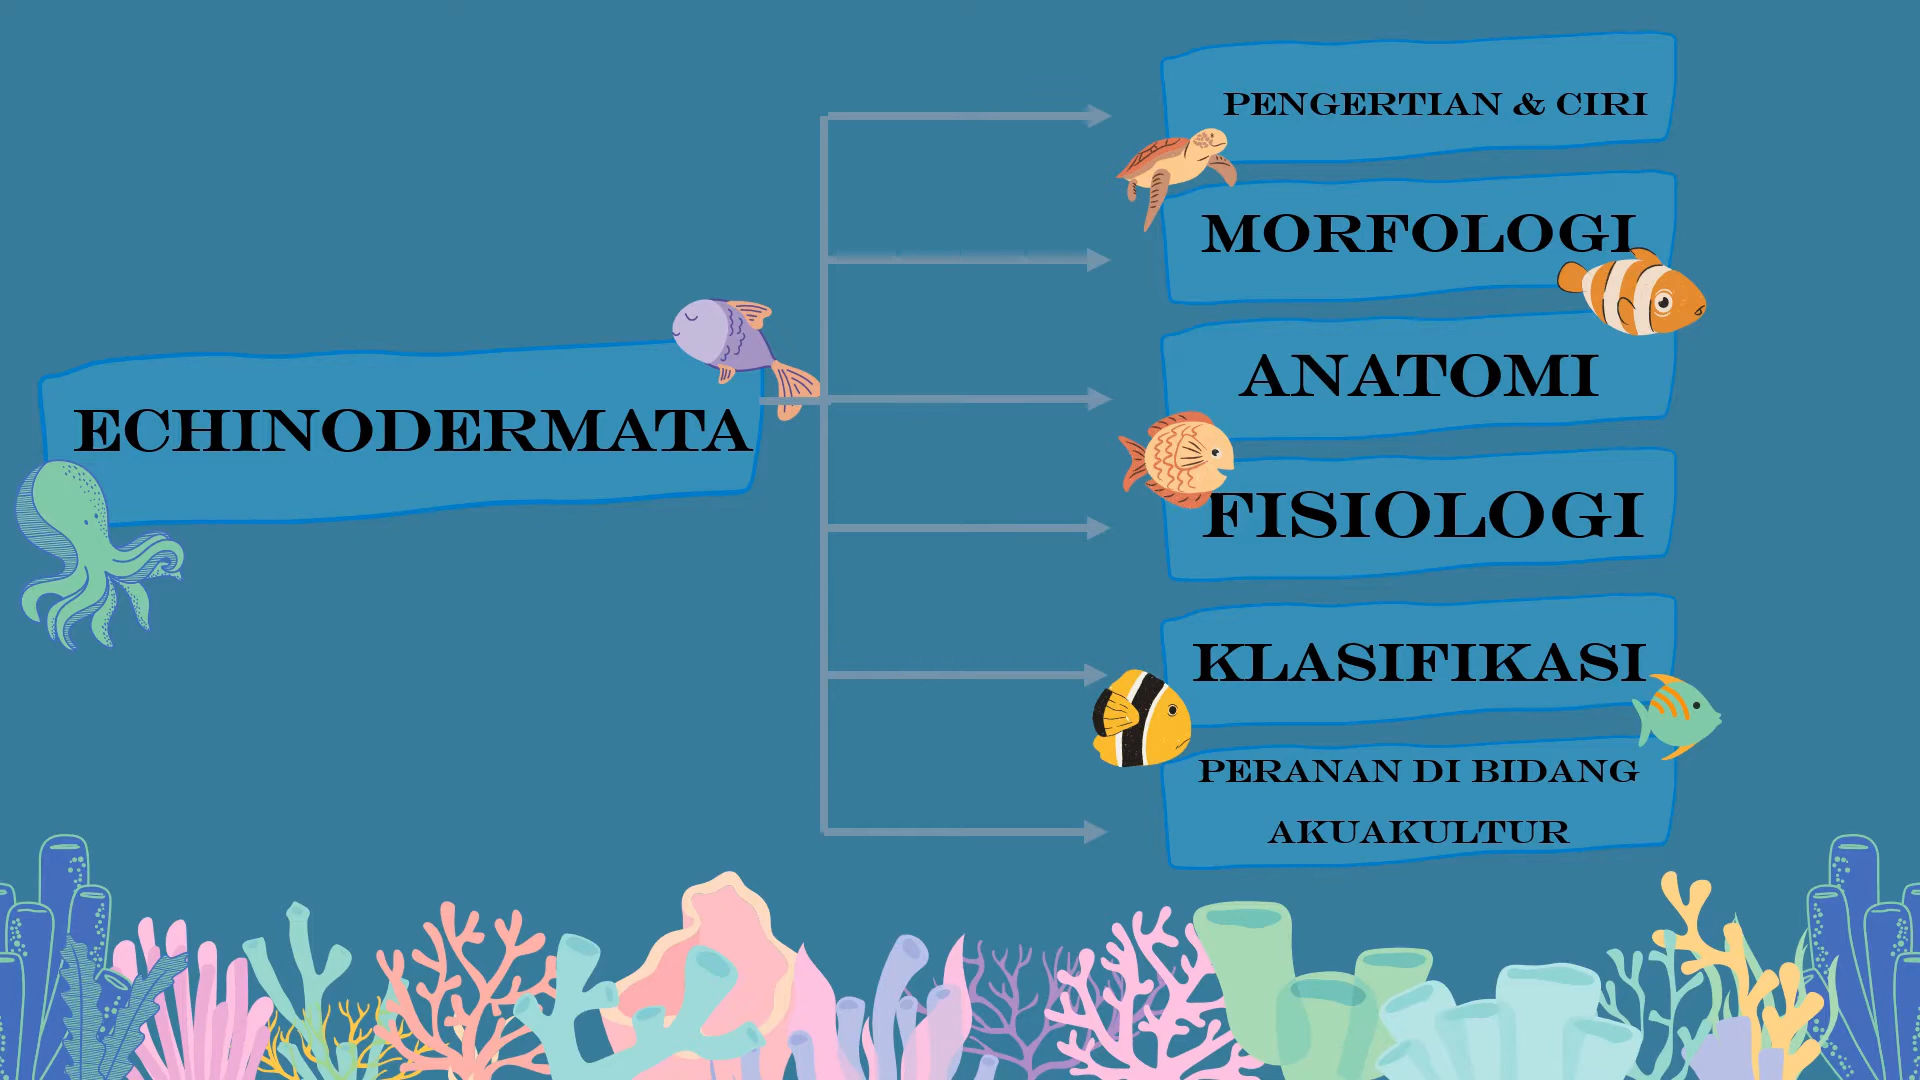 ECHINODERMATA
PENGERTIAN & CIRI
MORFOLOGI
ANATOMI
FISIOLOGI
KLASIFIKASI
PERANAN DI BIDANG
AKUAKULTUR